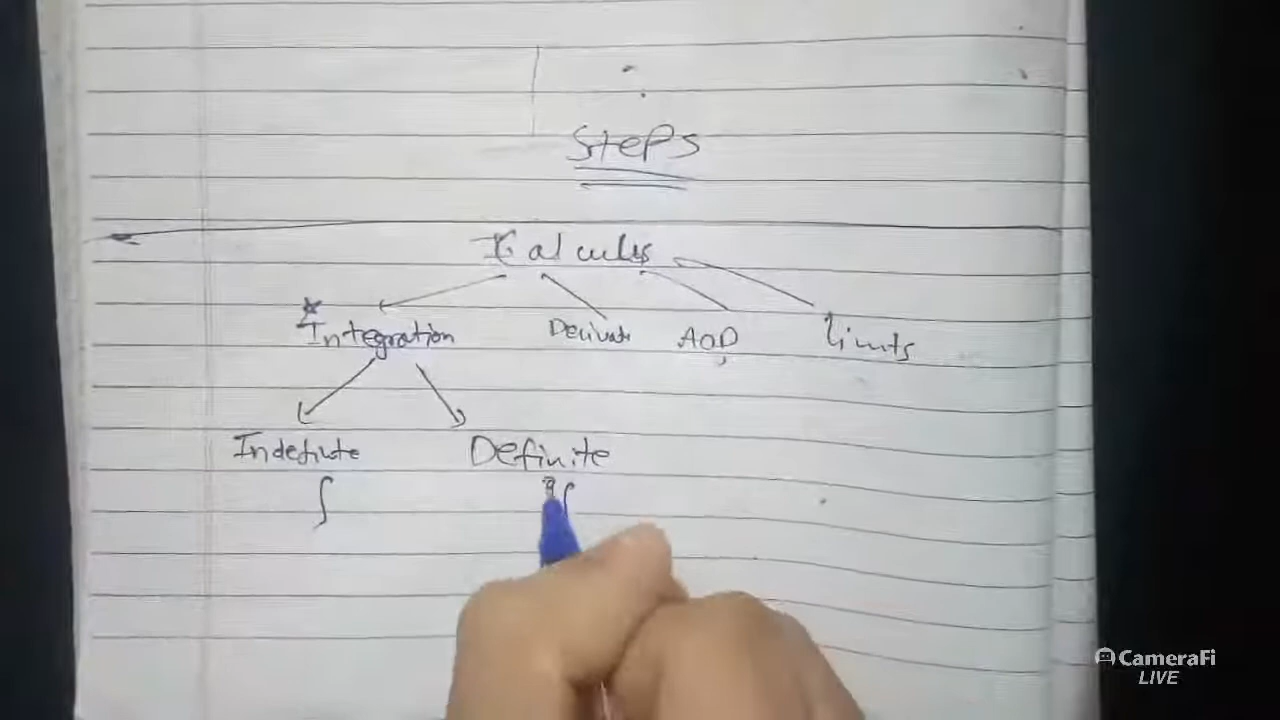 Steps
Calculus
Integration Derivate AOD limits
Indefinite Definite
∫ a∫
CameraFi
LIVE